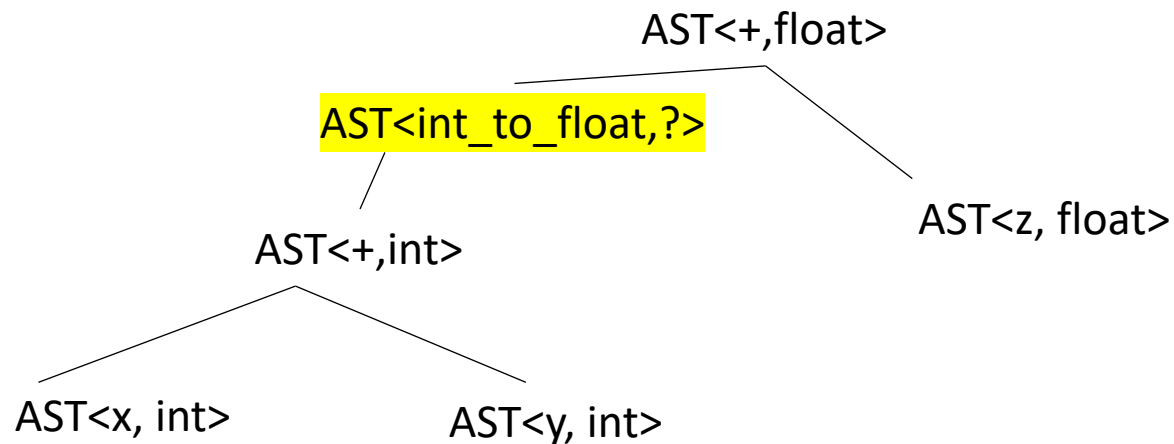 AST<+,float>
AST<int_to_float,?>
AST<z, float>
AST<+,int>
AST<x, int>
AST<y, int>